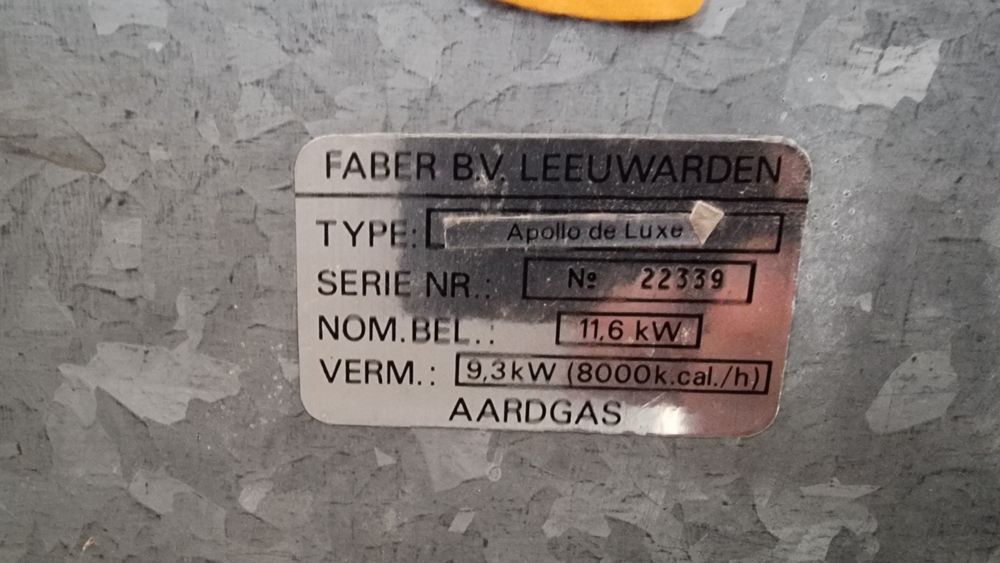 FABER B.V. LEEUWARDEN
TYPE: Apollo de Luxe
SERIE NR.: Nº 22339
NOM.BEL.: 11,6 kW
VERM.: 9,3kW (8000k.cal./h)
AARDGAS